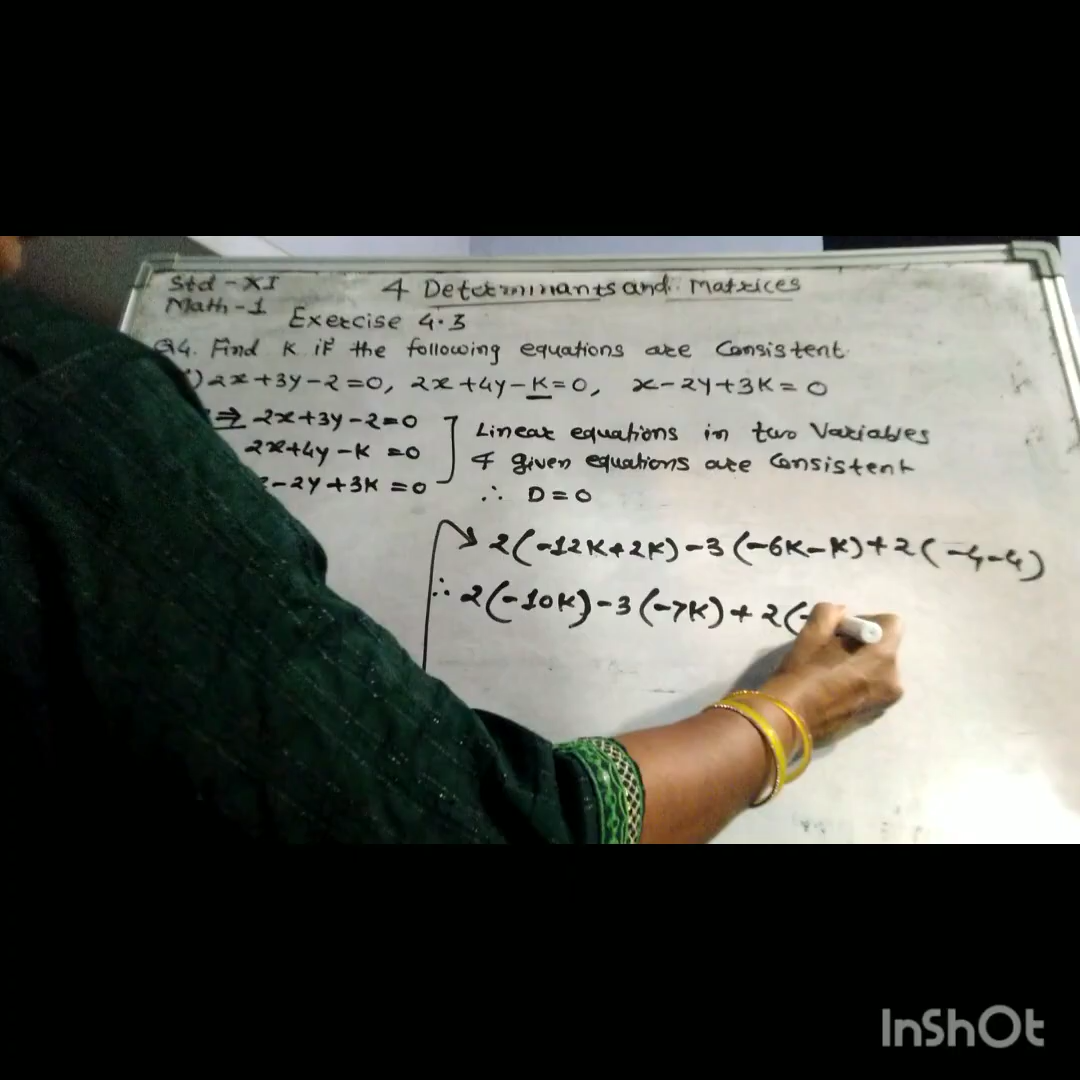 Std - XI
4 Determinants and Matrices
Math - 1
Exercise 4.3
Q4. Find K if the following equations are Consistent.
) 2x + 3y - 2 = 0, 2x + 4y - K = 0, x - 2y + 3K = 0
⇒ 2x + 3y - 2 = 0
2x + 4y - K = 0
- 2y + 3K = 0
Linear equations in two Variables
& given equations are Consistent
∴ D = 0
2(-12K + 2K) - 3(-6K - K) + 2(-4-4)
∴ 2(-10K) - 3(-7K) + 2(-
InShOt